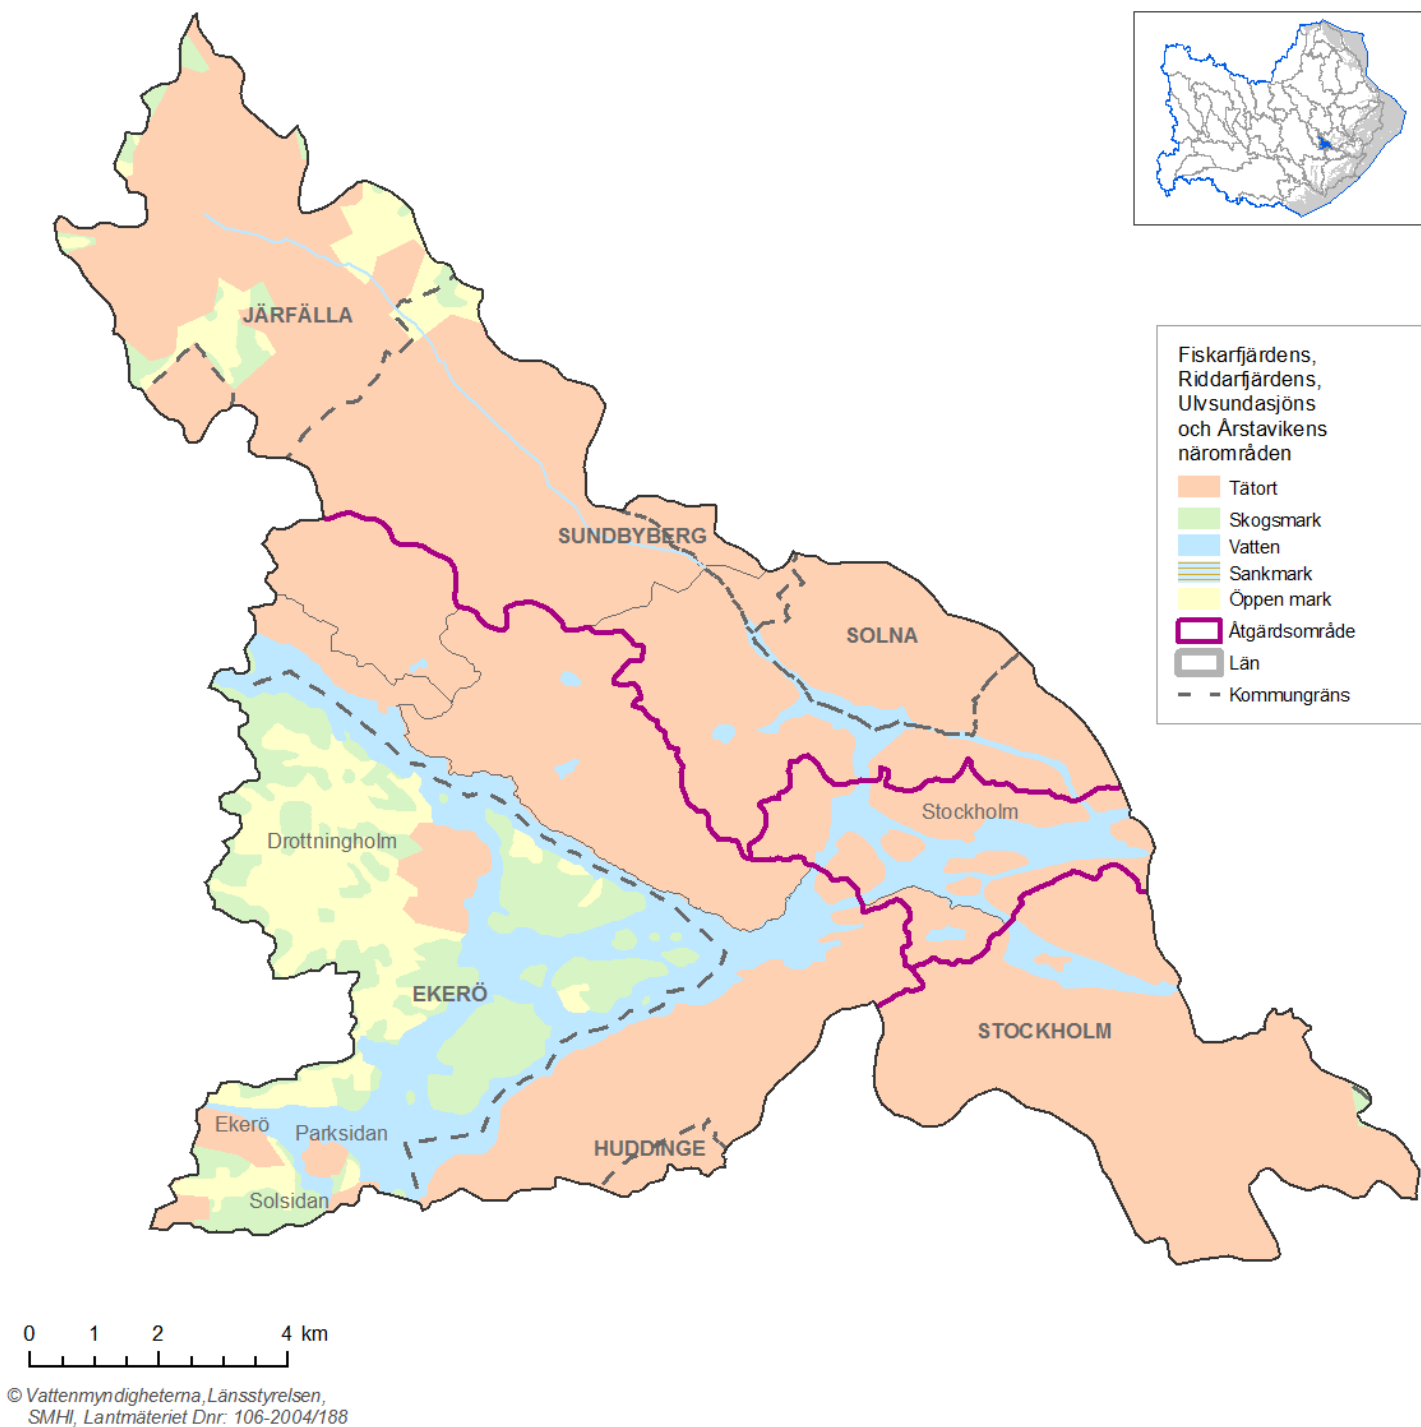 JÄRFÄLLA
SUNDBYBERG
SOLNA
Stockholm
Drottningholm
EKERÖ
STOCKHOLM
Ekerö
Parksidan
HUDDINGE
Solsidan
Fiskarfjärdens,
Riddarfjärdens,
Ulvsundasjöns
och Årstavikens
närområden
Tätort
Skogsmark
Vatten
Sankmark
Öppen mark
Åtgärdsområde
Län
Kommungräns
0 1 2 4 km
© Vattenmyndigheterna,Länsstyrelsen,
SMHI, Lantmäteriet Dnr: 106-2004/188